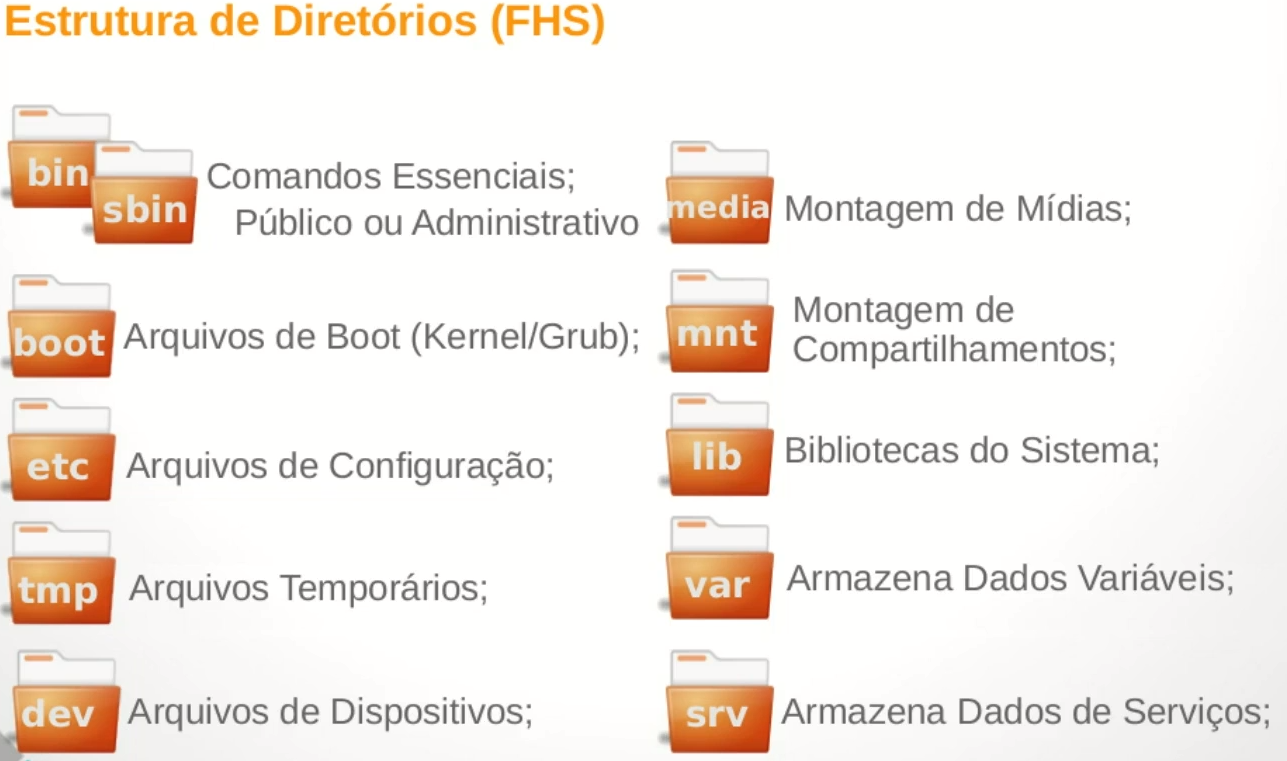 Estrutura de Diretórios (FHS)
bin
sbin
Comandos Essenciais;
Público ou Administrativo
boot
Arquivos de Boot (Kernel/Grub);
etc
Arquivos de Configuração;
tmp
Arquivos Temporários;
dev
Arquivos de Dispositivos;
media
Montagem de Mídias;
mnt
Montagem de
Compartilhamentos;
lib
Bibliotecas do Sistema;
var
Armazena Dados Variáveis;
srv
Armazena Dados de Serviços;